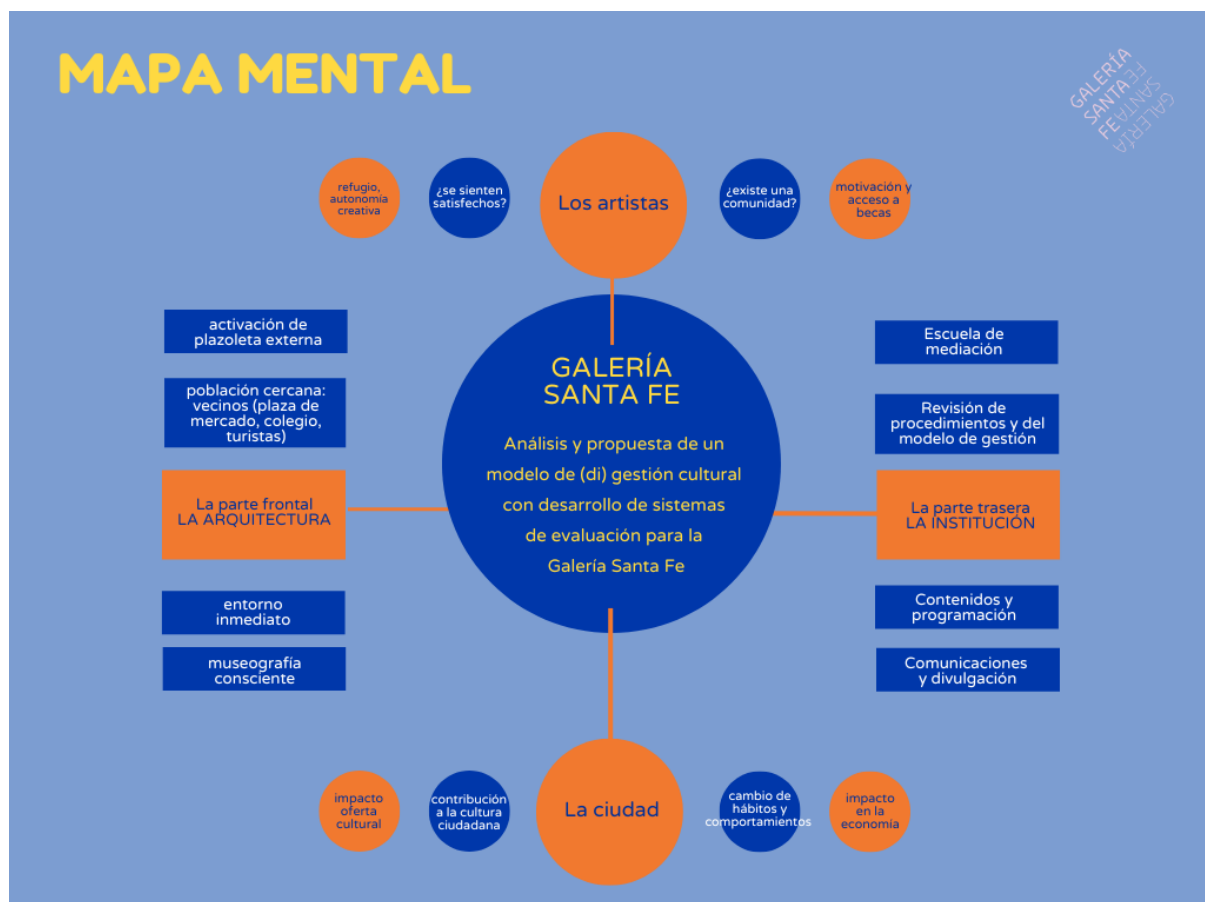 MAPA MENTAL
GALERÍA
SANTA
FE
GALERÍA
SANTA
FE
refugio,
autonomía
creativa
¿se sienten
satisfechos?
Los artistas
¿existe una
comunidad?
motivación y
acceso a
becas
activación de
plazoleta externa
población cercana:
vecinos (plaza de
mercado, colegio,
turistas)
La parte frontal
LA ARQUITECTURA
entorno
inmediato
museografía
consciente
GALERÍA
SANTA FE
Análisis y propuesta de un
modelo de (di) gestión cultural
con desarrollo de sistemas
de evaluación para la
Galería Santa Fe
Escuela de
mediación
Revisión de
procedimientos y del
modelo de gestión
La parte trasera
LA INSTITUCIÓN
Contenidos y
programación
Comunicaciones
y divulgación
impacto
oferta
cultural
contribución
a la cultura
ciudadana
La ciudad
cambio de
hábitos y
comportamientos
impacto
en la
economía